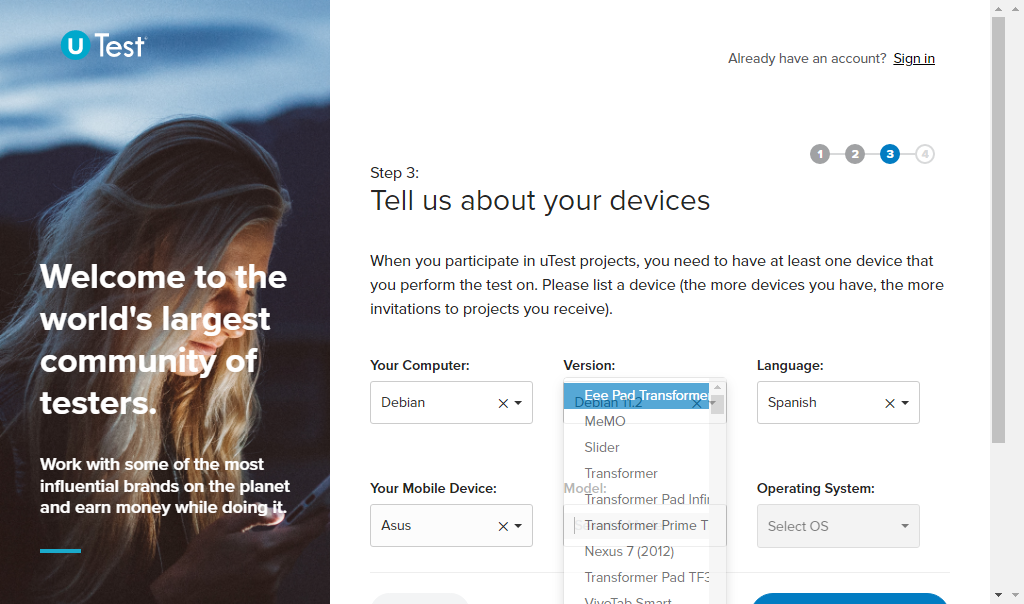 U Test
Already have an account? Sign in
1 2 3 4
Step 3:
Tell us about your devices
Welcome to the
world's largest
community of
testers.
When you participate in uTest projects, you need to have at least one device that
you perform the test on. Please list a device (the more devices you have, the more
invitations to projects you receive).
Work with some of the most
influential brands on the planet
and earn money while doing it.
Your Computer: Version: Language:
Debian Debian 11.2 Spanish
Eee Pad Transformer
MeMO
Slider
Transformer
Transformer Pad Infin
Transformer Prime T
Nexus 7 (2012)
Transformer Pad TF3
VivoTab Smart
Your Mobile Device: Model: Operating System:
Asus Select OS